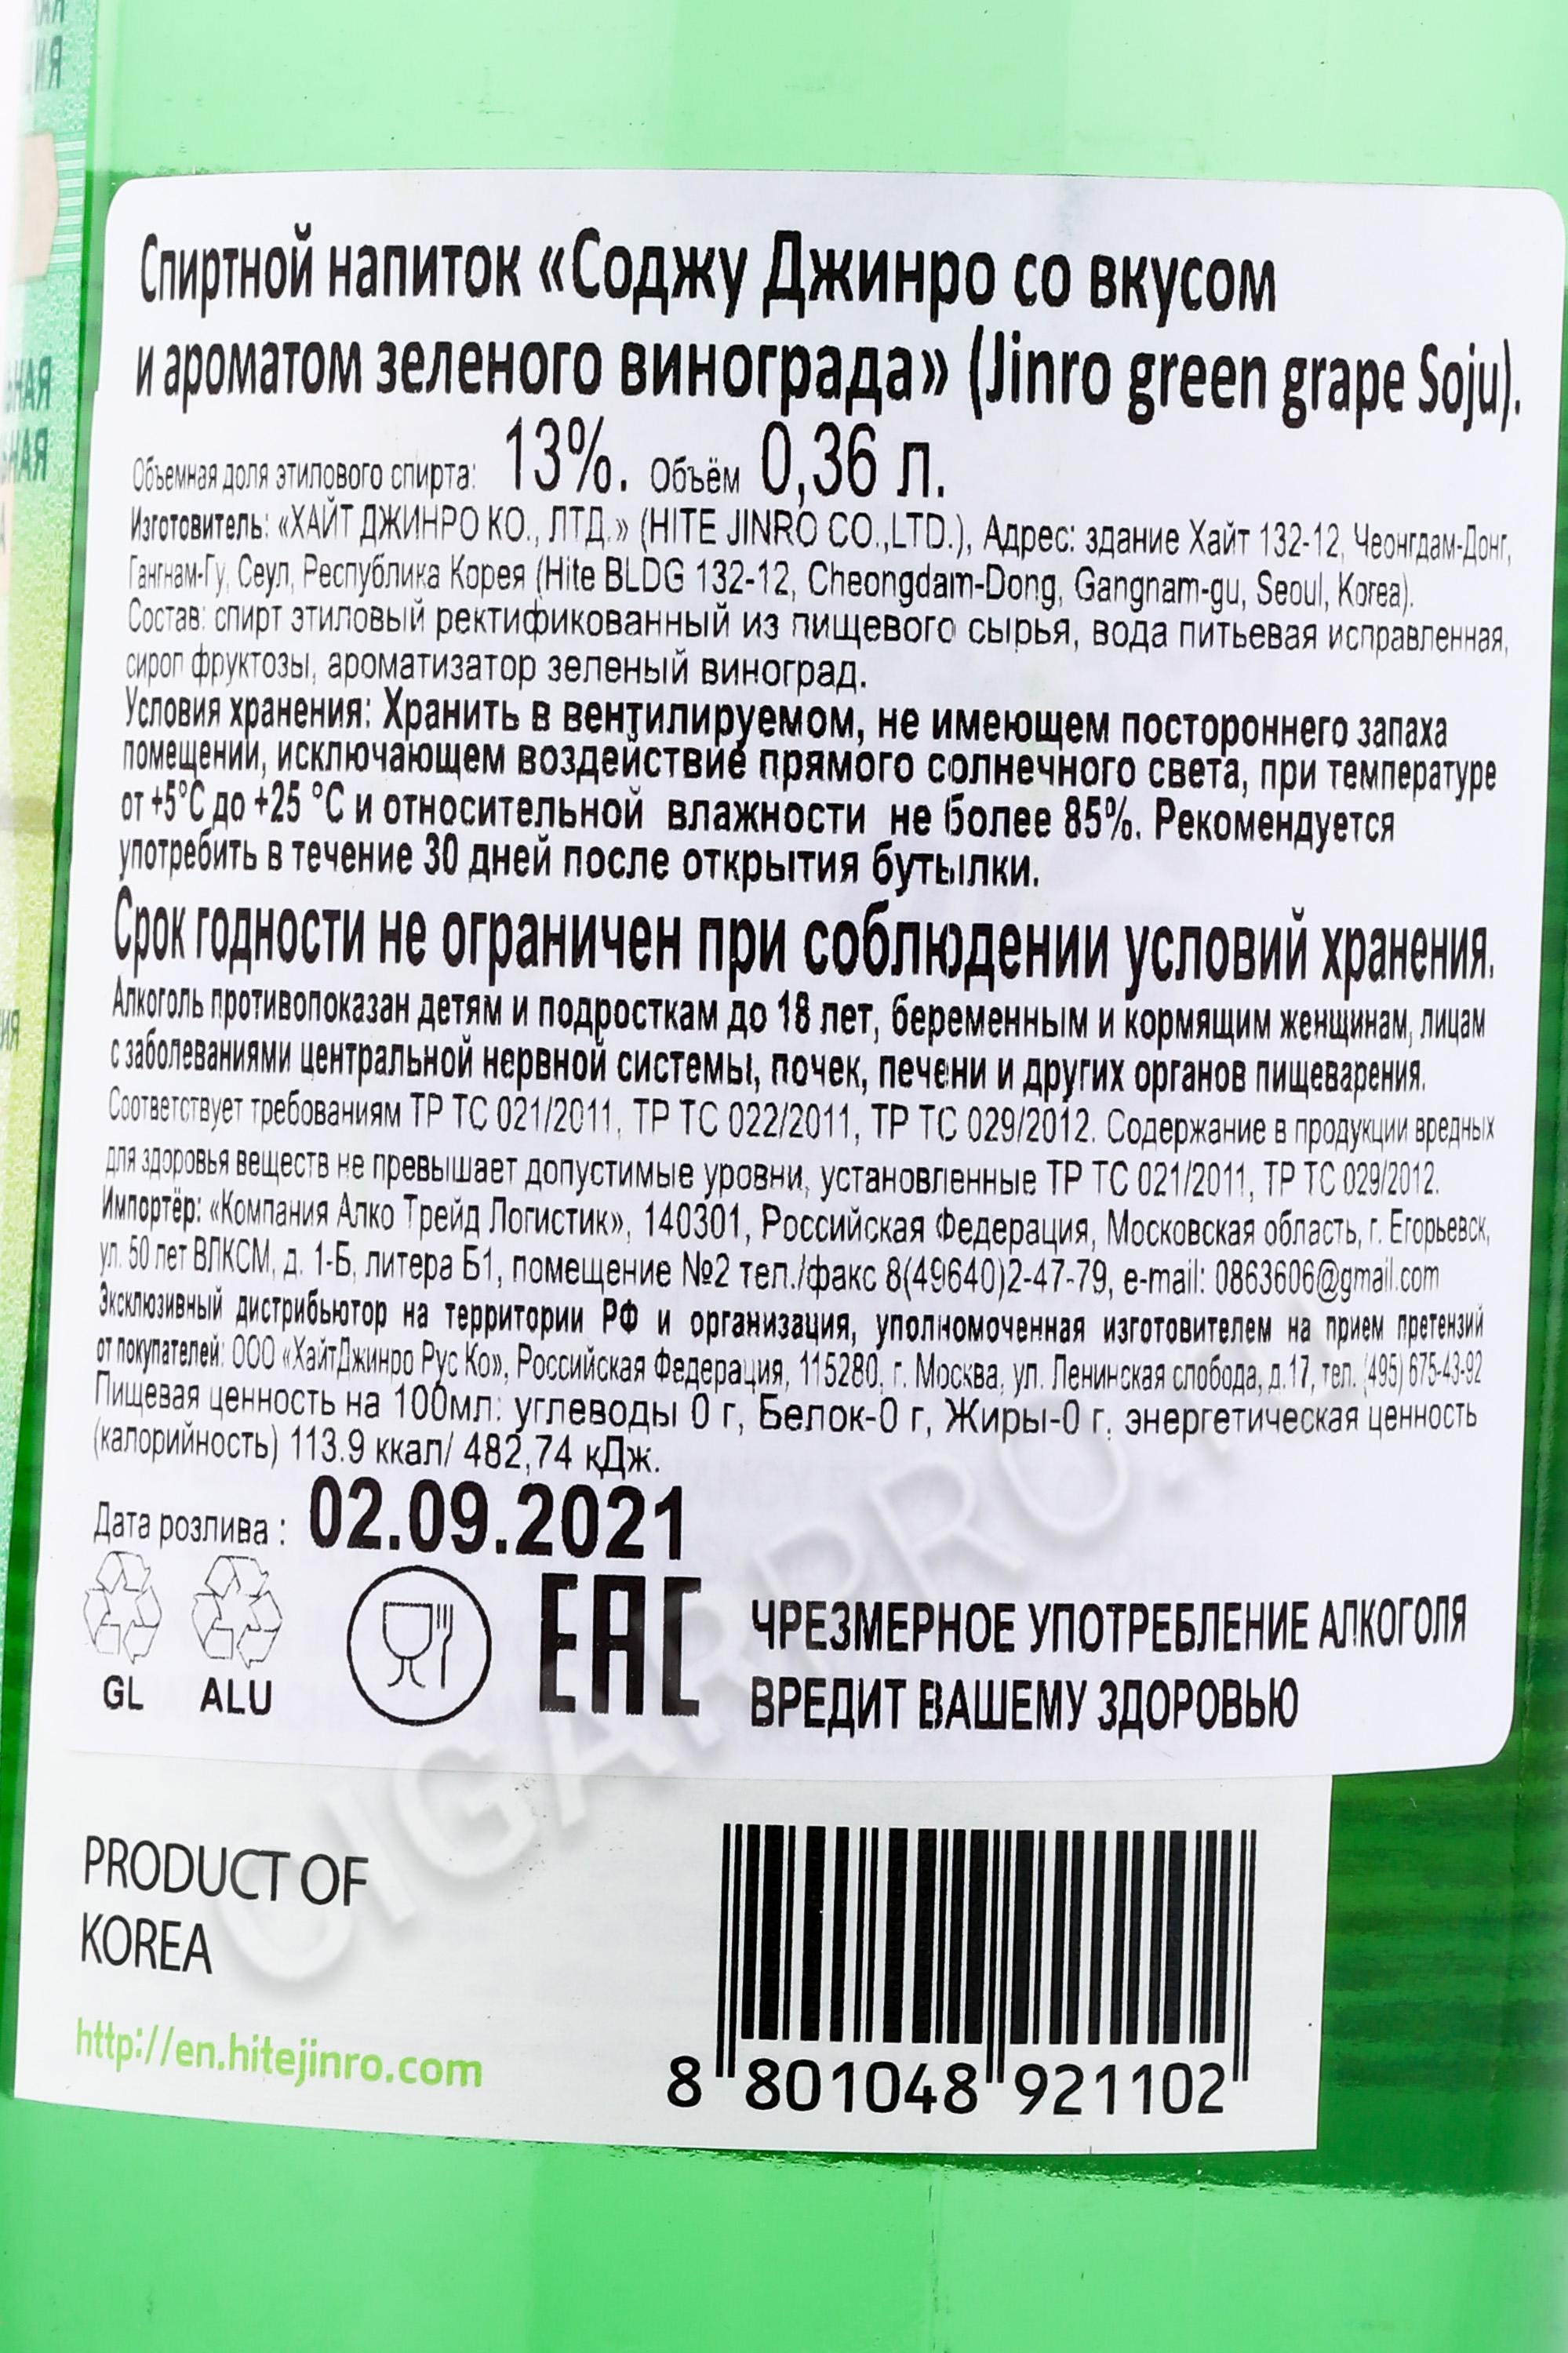 Спиртной напиток «Соджу Джинро со вкусом
и ароматом зеленого винограда» (Jinro green grape Soju).
Объемная доля этилового спирта: 13%. Объём 0,36 л.
Изготовитель: «ХАЙТ ДЖИНРО КО., ЛТД.» (HITE JINRO CO.,LTD.), Адрес: здание Хайт 132-12, Чеонгдам-Донг,
Гангнам-Гу, Сеул, Республика Корея (Hite BLDG 132-12, Cheongdam-Dong, Gangnam-gu, Seoul, Korea).
Состав: спирт этиловый ректификованный из пищевого сырья, вода питьевая исправленная,
сироп фруктозы, ароматизатор зеленый виноград.
Условия хранения: Хранить в вентилируемом, не имеющем постороннего запаха
помещении, исключающем воздействие прямого солнечного света, при температуре
от +5°С до +25 °С и относительной влажности не более 85%. Рекомендуется
употребить в течение 30 дней после открытия бутылки.
Срок годности не ограничен при соблюдении условий хранения.
Алкоголь противопоказан детям и подросткам до 18 лет, беременным и кормящим женщинам, лицам
с заболеваниями центральной нервной системы, почек, печени и других органов пищеварения.
Соответствует требованиям ТР ТС 021/2011, ТР ТС 022/2011, ТР ТС 029/2012. Содержание в продукции вредных
для здоровья веществ не превышает допустимые уровни, установленные ТР ТС 021/2011, ТР ТС 029/2012.
Импортёр: «Компания Алко Трейд Логистик», 140301, Российская Федерация, Московская область, г. Егорьевск,
ул. 50 лет ВЛКСМ, д. 1-Б, литера Б1, помещение №2 тел./факс 8(49640)2-47-79, e-mail: 0863606@gmail.com
Эксклюзивный дистрибьютор на территории РФ и организация, уполномоченная изготовителем на прием претензий
от покупателей: ООО «ХайтДжинро Рус Ко», Российская Федерация, 115280, г. Москва, ул. Ленинская слобода, д.17, тел. (495) 675-43-92
Пищевая ценность на 100мл: углеводы 0 г, Белок-0 г, Жиры-0 г, энергетическая ценность
(калорийность) 113.9 ккал/ 482,74 кДж.
Дата розлива : 02.09.2021
GL ALU
ЕАС
ЧРЕЗМЕРНОЕ УПОТРЕБЛЕНИЕ АЛКОГОЛЯ
ВРЕДИТ ВАШЕМУ ЗДОРОВЬЮ
CIGARPRO.RU
PRODUCT OF
KOREA
http://en.hitejinro.com
8 801048 921102